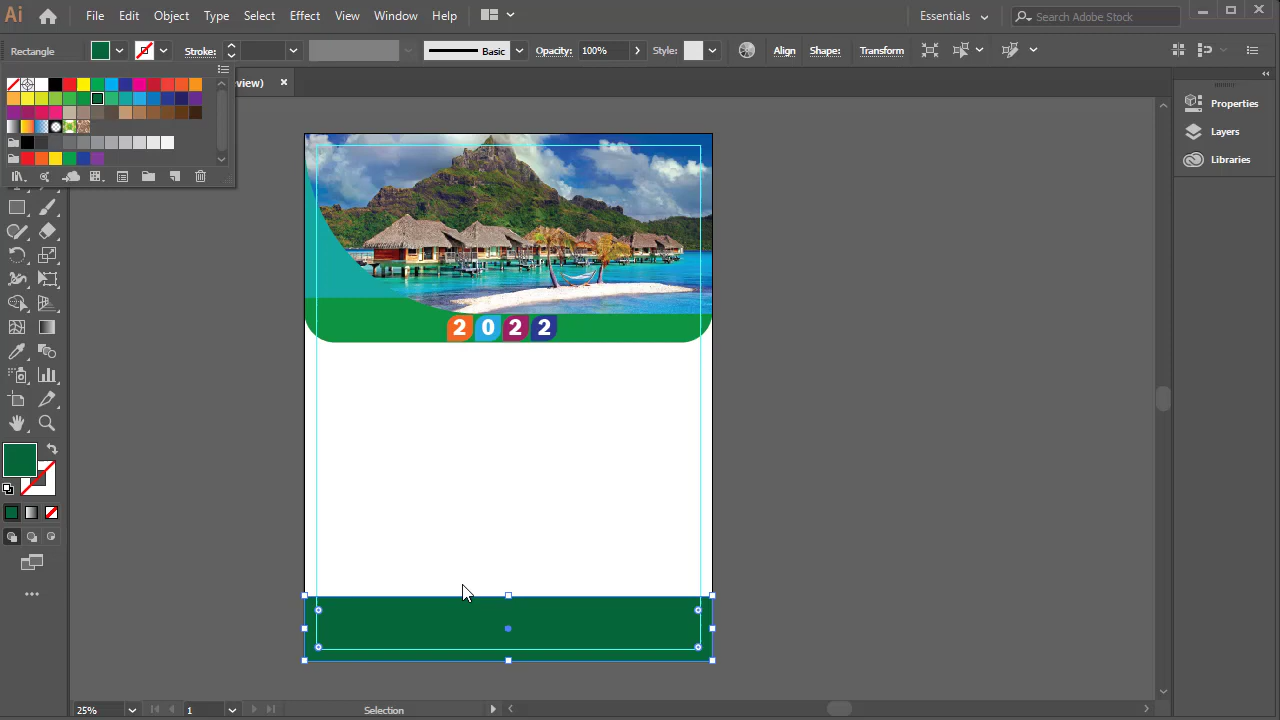 Ai File Edit Object Type Select Effect View Window Help Essentials Search Adobe Stock
Rectangle Stroke: Basic Opacity: 100% Style: Align Shape: Transform
view)
Properties
Layers
Libraries
2 0 2 2
25% 1 Selection